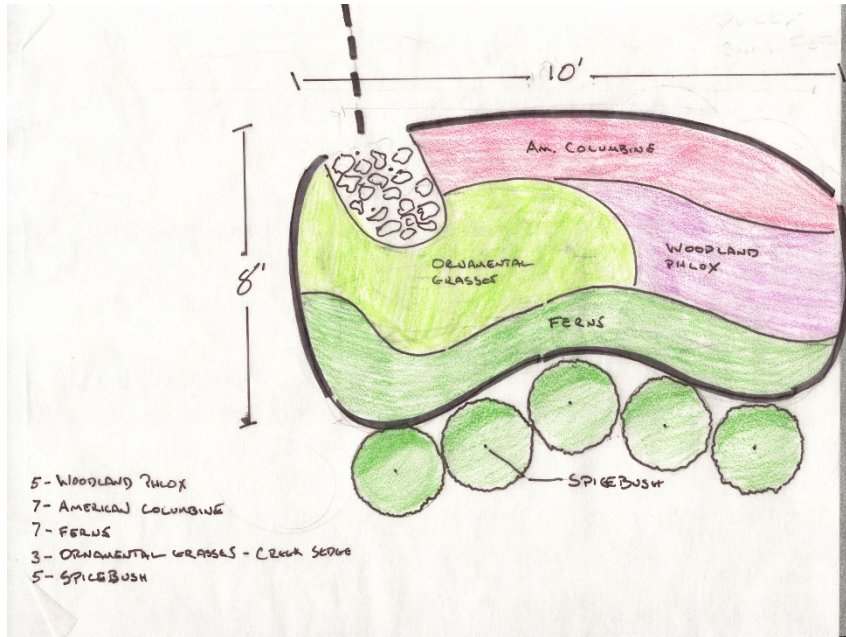 10'
Am. Columbine
Woodland
Phlox
Ornamental
Grasses
8'
Ferns
Spicebush
5 - Woodland Phlox
7 - American Columbine
7 - Ferns
3 - Ornamental Grasses - Creek Sedge
5 - Spicebush